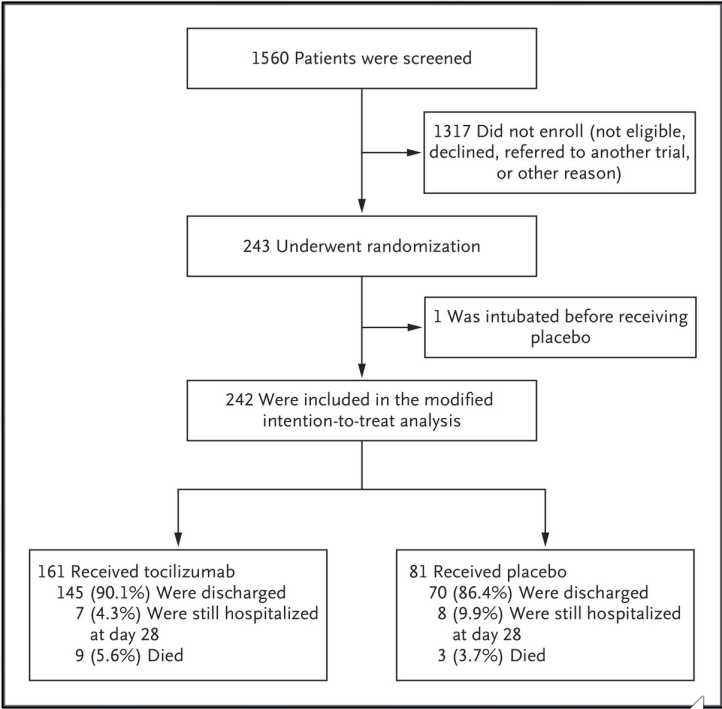 1560 Patients were screened
1317 Did not enroll (not eligible,
declined, referred to another trial,
or other reason)
243 Underwent randomization
1 Was intubated before receiving
placebo
242 Were included in the modified
intention-to-treat analysis
161 Received tocilizumab
145 (90.1%) Were discharged
7 (4.3%) Were still hospitalized
at day 28
9 (5.6%) Died
81 Received placebo
70 (86.4%) Were discharged
8 (9.9%) Were still hospitalized
at day 28
3 (3.7%) Died